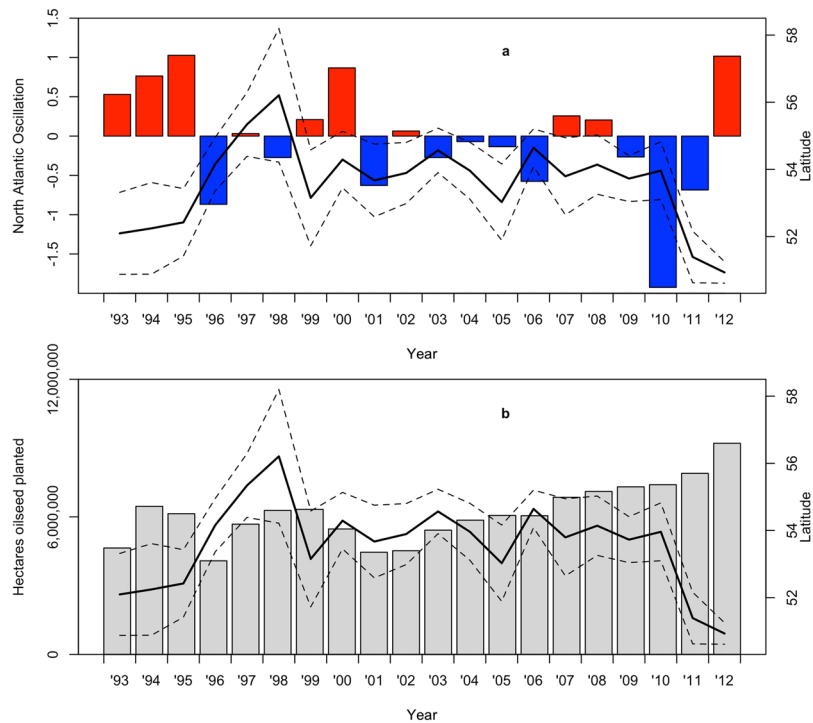 a
North Atlantic Oscillation
1.5
1
0.5
0
-0.5
-1
-1.5
58
56
54
52
Latitude
'93 '94 '95 '96 '97 '98 '99 '00 '01 '02 '03 '04 '05 '06 '07 '08 '09 '10 '11 '12
Year
b
Hectares oilseed planted
12,000,000
6,000,000
0
58
56
54
52
Latitude
'93 '94 '95 '96 '97 '98 '99 '00 '01 '02 '03 '04 '05 '06 '07 '08 '09 '10 '11 '12
Year